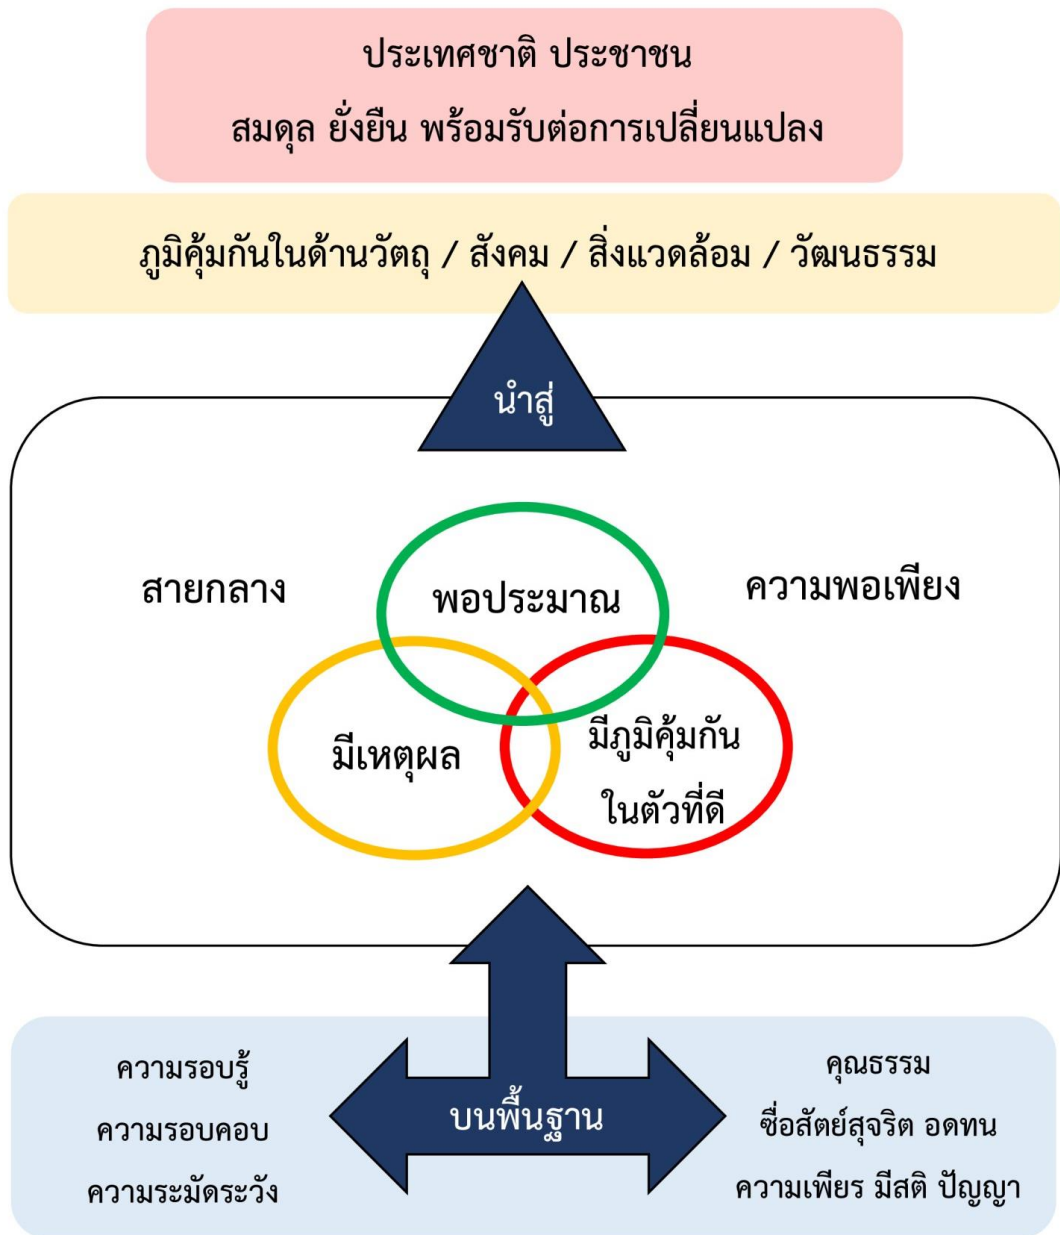 ประเทศชาติ ประชาชน
สมดุล ยั่งยืน พร้อมรับต่อการเปลี่ยนแปลง
ภูมิคุ้มกันในด้านวัตถุ / สังคม / สิ่งแวดล้อม / วัฒนธรรม
นำสู่
สายกลาง
พอประมาณ
ความพอเพียง
มีเหตุผล
มีภูมิคุ้มกัน
ในตัวที่ดี
ความรอบรู้
ความรอบคอบ
ความระมัดระวัง
บนพื้นฐาน
คุณธรรม
ซื่อสัตย์สุจริต อดทน
ความเพียร มีสติ ปัญญา